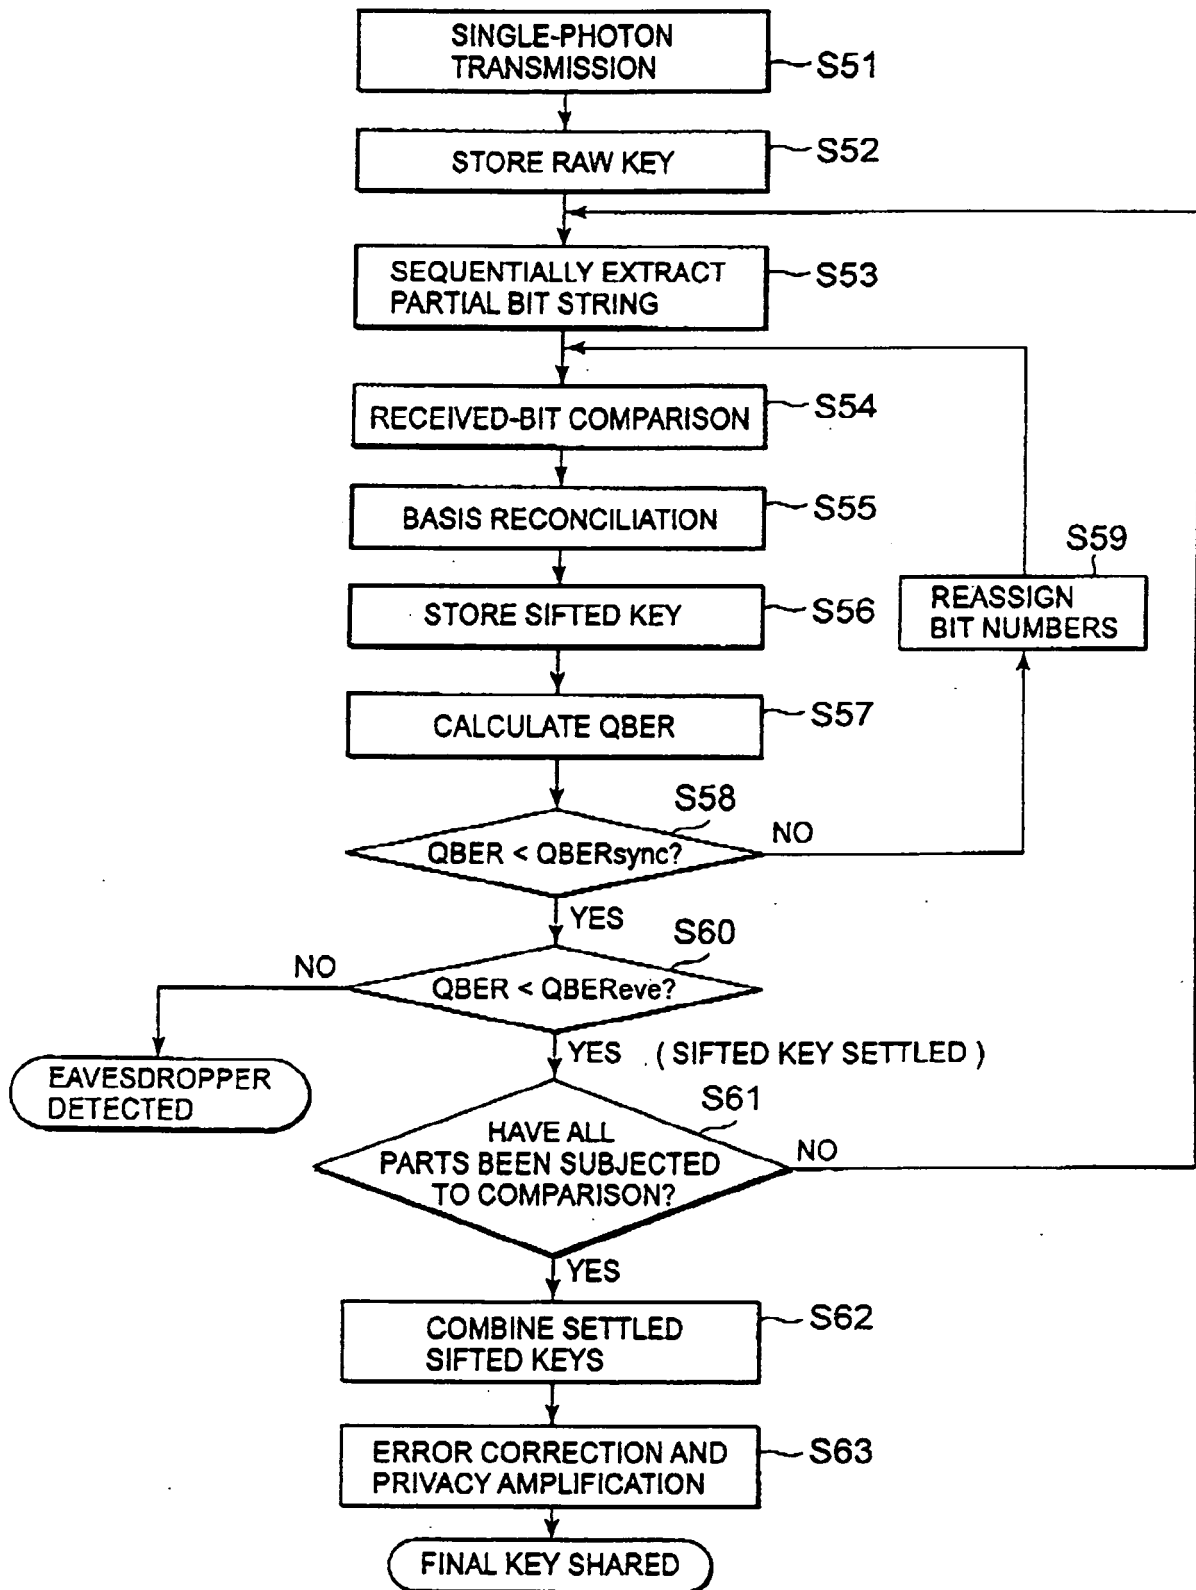 SINGLE-PHOTON
TRANSMISSION
S51
STORE RAW KEY
S52
SEQUENTIALLY EXTRACT
PARTIAL BIT STRING
S53
RECEIVED-BIT COMPARISON
S54
BASIS RECONCILIATION
S55
S59
REASSIGN
BIT NUMBERS
STORE SIFTED KEY
S56
CALCULATE QBER
S57
S58
QBER < QBERsync?
NO
YES
S60
NO
QBER < QBEReve?
YES ( SIFTED KEY SETTLED )
EAVESDROPPER
DETECTED
S61
HAVE ALL
PARTS BEEN SUBJECTED
TO COMPARISON?
NO
YES
COMBINE SETTLED
SIFTED KEYS
S62
ERROR CORRECTION AND
PRIVACY AMPLIFICATION
S63
FINAL KEY SHARED